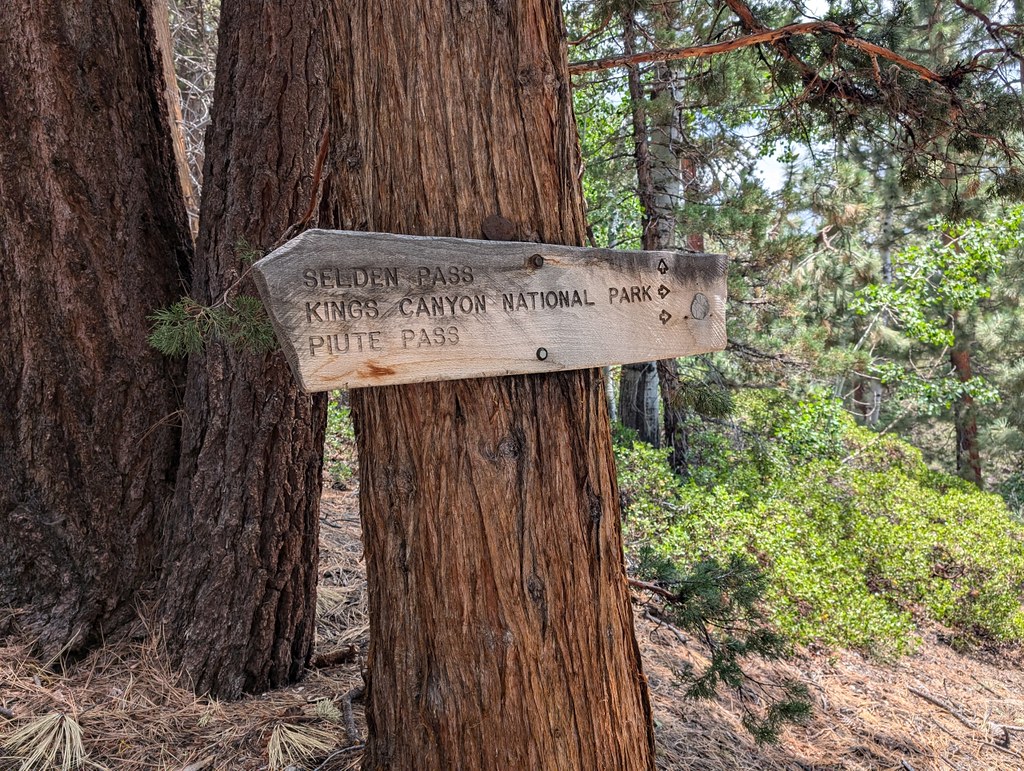 SELDEN PASS
KINGS CANYON NATIONAL PARK
PIUTE PASS